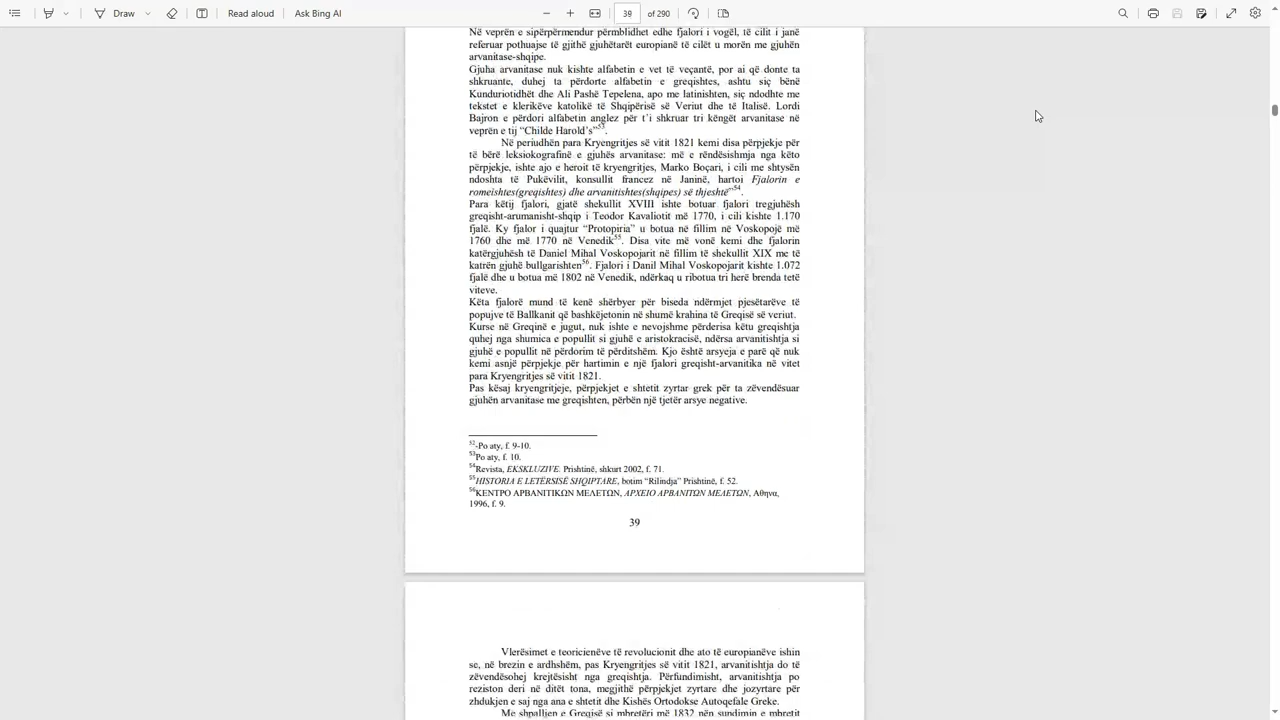 Draw
Read aloud
Ask Bing AI
39
of 290
Në veprën e sipërpërmendur përmblidhet edhe fjalori i vogël, të cilit i janë
referuar pothuajse të gjithë gjuhëtarët europianë të cilët u morën me gjuhën
arvanitase-shqipe.
Gjuha arvanitase nuk kishte alfabetin e vet të veçantë, por ai që donte ta
shkruante, duhej ta përdorte alfabetin e greqishtes, ashtu siç bënë
Kunduriotidhët dhe Ali Pashë Tepelena, apo me latinishten, siç ndodhte me
tekstet e klerikëve katolikë të Shqipërisë së Veriut dhe të Italisë. Lordi
Bajron e përdori alfabetin anglez për t’i shkruar tri këngët arvanitase në
veprën e tij “Childe Harold’s”53.
Në periudhën para Kryengritjes së vitit 1821 kemi disa përpjekje për
të bërë leksiokografinë e gjuhës arvanitase: më e rëndësishmja nga këto
përpjekje, ishte ajo e heroit të kryengritjes, Marko Boçari, i cili me shtysën
ndoshta të Pukëvilit, konsullit francez në Janinë, hartoi Fjalorin e
romeishtes(greqishtes) dhe arvanitishtes(shqipes) së thjeshtë”54.
Para këtij fjalori, gjatë shekullit XVIII ishte botuar fjalori tregjuhësh
greqisht-arumanisht-shqip i Teodor Kavaliotit më 1770, i cili kishte 1.170
fjalë. Ky fjalor i quajtur “Protopiria” u botua në fillim në Voskopojë më
1760 dhe më 1770 në Venedik55. Disa vite më vonë kemi dhe fjalorin
katërgjuhësh të Daniel Mihal Voskopojarit në fillim të shekullit XIX me të
katrën gjuhë bullgarishten56. Fjalori i Danil Mihal Voskopojarit kishte 1.072
fjalë dhe u botua më 1802 në Venedik, ndërkaq u ribotua tri herë brenda tetë
viteve.
Këta fjalorë mund të kenë shërbyer për biseda ndërmjet pjesëtarëve të
popujve të Ballkanit që bashkëjetonin në shumë krahina të Greqisë së veriut.
Kurse në Greqinë e jugut, nuk ishte e nevojshme përderisa këtu greqishtja
quhej nga shumica e popullit si gjuhë e aristokracisë, ndërsa arvanitishtja si
gjuhë e popullit në përdorim të përditshëm. Kjo është arsyeja e parë që nuk
kemi asnjë përpjekje për hartimin e një fjalori greqisht-arvanitika në vitet
para Kryengritjes së vitit 1821.
Pas kësaj kryengritjeje, përpjekjet e shtetit zyrtar grek për ta zëvendësuar
gjuhën arvanitase me greqishten, përbën një tjetër arsye negative.
52-Po aty, f. 9-10.
53Po aty, f. 10.
54Revista, EKSKLUZIVE. Prishtinë, shkurt 2002, f. 71.
55HISTORIA E LETËRSISË SHQIPTARE, botim “Rilindja” Prishtinë, f. 52.
56ΚΕΝΤΡΟ ΑΡΒΑΝΙΤΙΚΩΝ ΜΕΛΕΤΩΝ, ΑΡΧΕΙΟ ΑΡΒΑΝΙΤΩΝ ΜΕΛΕΤΩΝ, Αθηνα,
1996, f. 9.
39
Vlerësimet e teoricienëve të revolucionit dhe ato të europianëve ishin
se, në brezin e ardhshëm, pas Kryengritjes së vitit 1821, arvanitishtja do të
zëvendësohej krejtësisht nga greqishtja. Përfundimisht, arvanitishtja po
reziston deri në ditët tona, megjithë përpjekjet zyrtare dhe jozyrtare për
zhdukjen e saj nga ana e shtetit dhe Kishës Ortodokse Autoqefale Greke.
Me shpalljen e Greqisë si mbretëri më 1832 nën sundimin e mbretit